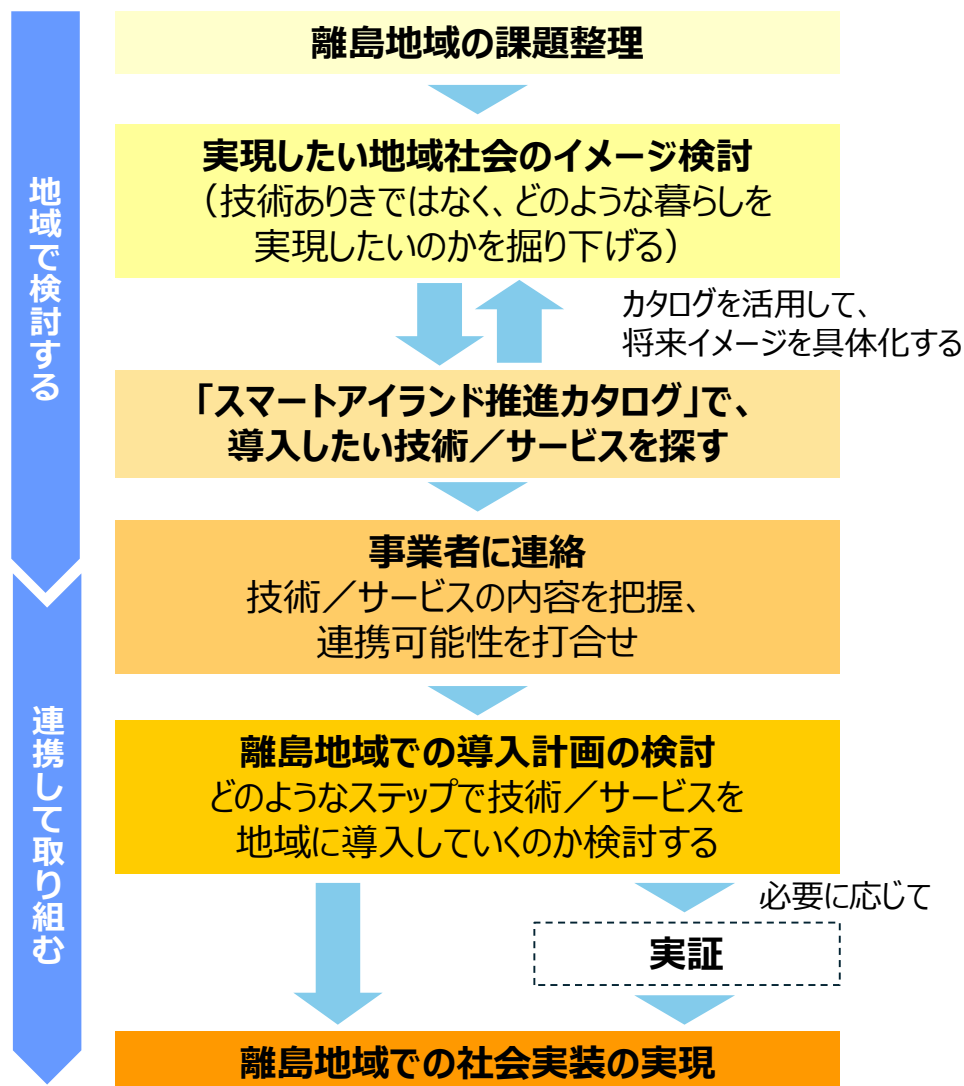 離島地域の課題整理
実現したい地域社会のイメージ検討
(技術ありきではなく、どのような暮らしを
実現したいのかを掘り下げる)
カタログを活用して、
将来イメージを具体化する
「スマートアイランド推進カタログ」で、
導入したい技術／サービスを探す
地域で検討する
事業者に連絡
技術／サービスの内容を把握、
連携可能性を打合せ
離島地域での導入計画の検討
どのようなステップで技術／サービスを
地域に導入していくのか検討する
必要に応じて
実証
離島地域での社会実装の実現
連携して取り組む